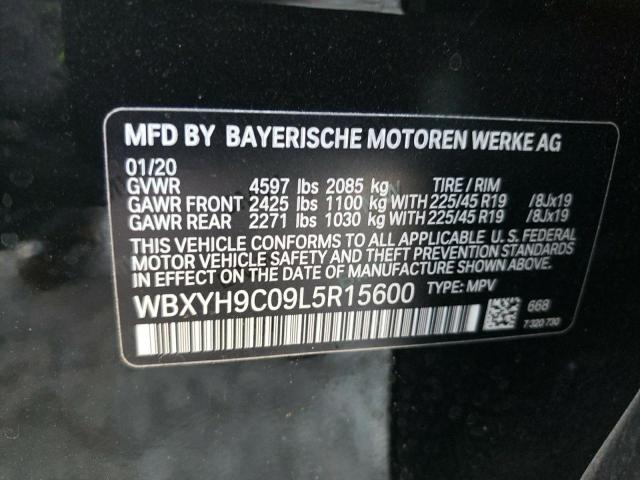 MFD BY BAYERISCHE MOTOREN WERKE AG
01/20
GVWR 4597 lbs 2085 kg TIRE / RIM
GAWR FRONT 2425 lbs 1100 kg WITH 225/45 R19 /8Jx19
GAWR REAR 2271 lbs 1030 kg WITH 225/45 R19 /8Jx19
THIS VEHICLE CONFORMS TO ALL APPLICABLE U. S. FEDERAL
MOTOR VEHICLE SAFETY AND THEFT PREVENTION STANDARDS
IN EFFECT ON THE DATE OF MANUFACTURE SHOWN ABOVE.
WBXYH9C09L5R15600 TYPE: MPV
668
7 320 730